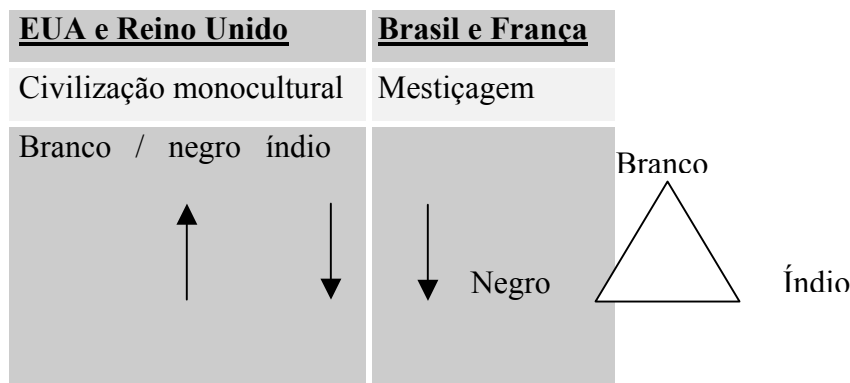 EUA e Reino Unido
Brasil e França
Civilização monocultural
Mestiçagem
Branco / negro índio
Branco
Negro
Índio